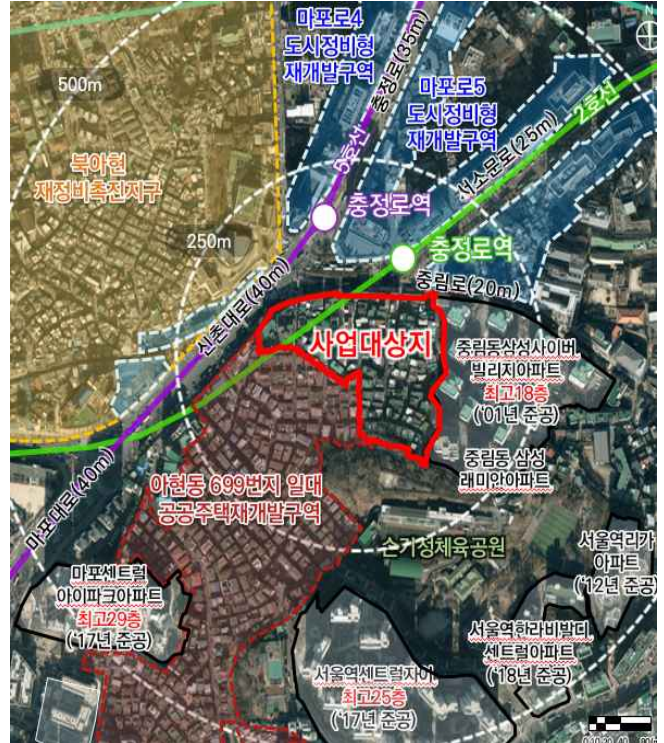 마포로4
도시정비형
재개발구역
충정로(35m)
마포로5
도시정비형
재개발구역
N
500m
5호선
2호선
서소문로(25m)
북아현
재정비촉진지구
충정로역
250m
충정로역
중림로(20m)
신촌대로(40m)
사업대상지
중림동삼성사이버
빌리지아파트
최고18층
('01년 준공)
중림동 삼성
래미안아파트
마포대로(40m)
아현동 699번지 일대
공공주택재개발구역
손기정체육공원
서울역리가
아파트
('12년 준공)
마포센트럴
아이파크아파트
최고29층
('17년 준공)
서울역한라비발디
센트럴아파트
('18년 준공)
서울역센트럴자이
최고25층
('17년 준공)